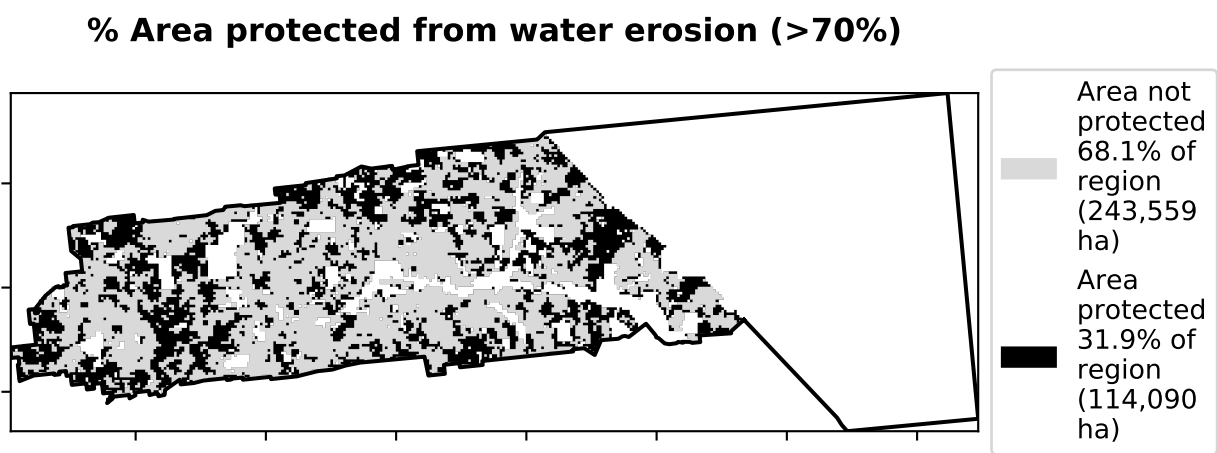 % Area protected from water erosion (>70%)
Area not
protected
68.1% of
region
(243,559
ha)
Area
protected
31.9% of
region
(114,090
ha)